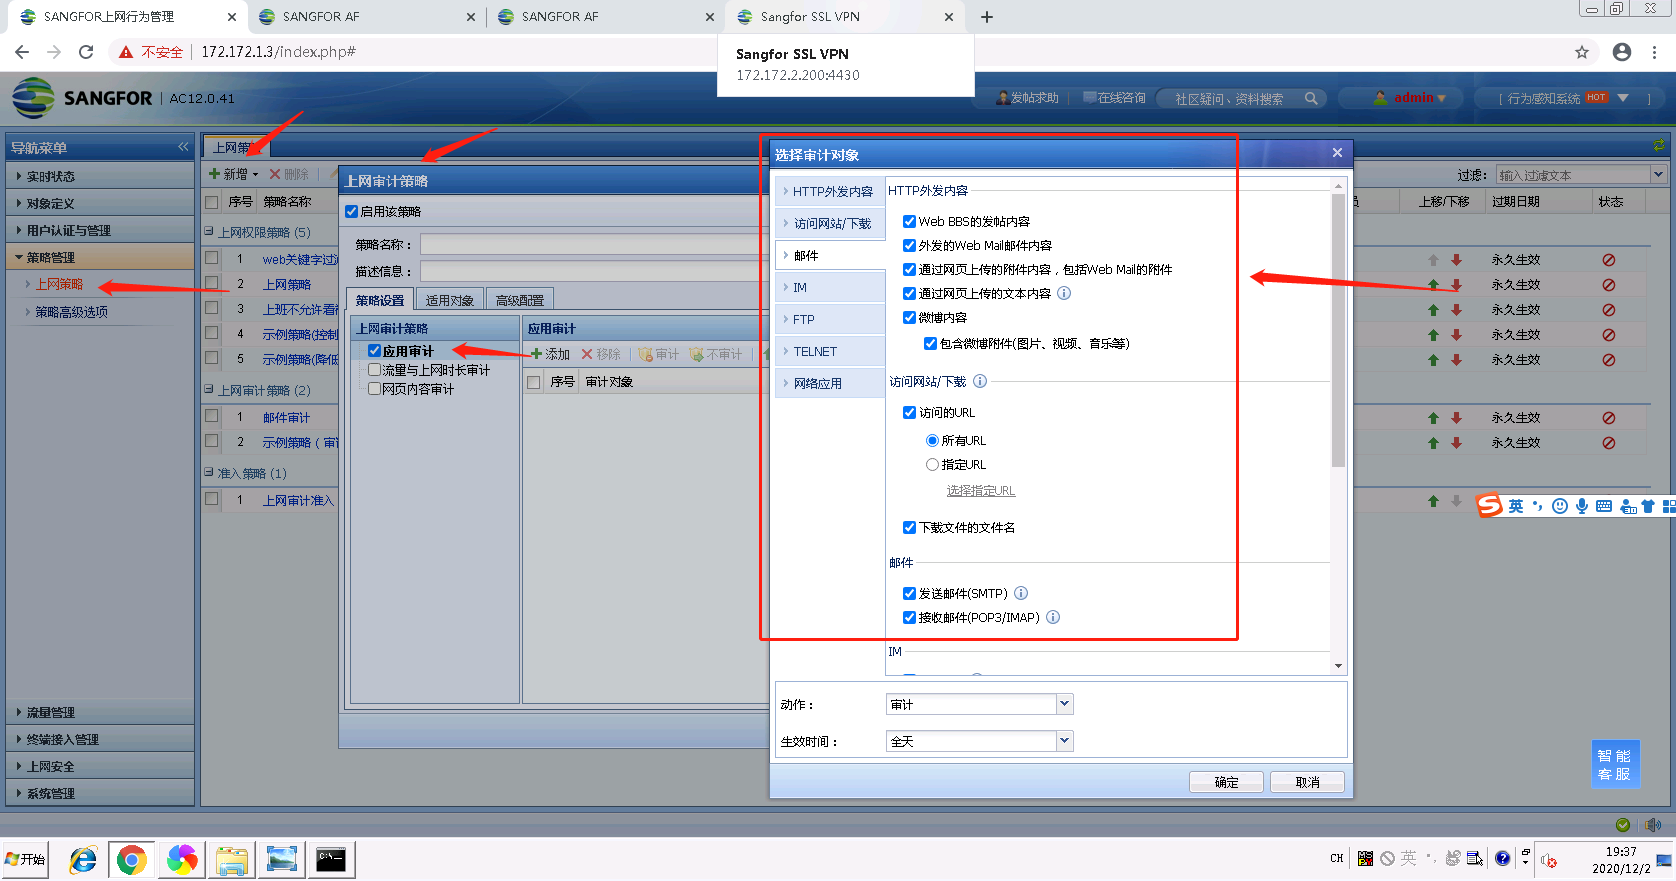 SANGFOR上网行为管理
SANGFOR AF
SANGFOR AF
Sangfor SSL VPN
不安全
172.172.1.3/index.php#
Sangfor SSL VPN
172.172.2.200:4430
SANGFOR
AC12.0.41
发帖求助
在线咨询
社区疑问、资料搜索
admin
[ 行为感知系统 HOT ]
导航菜单
实时状态
对象定义
用户认证与管理
策略管理
上网策略
策略高级选项
流量管理
终端接入管理
上网安全
系统管理
上网策
新增
删除
过滤:
输入过滤文本
序号
策略名称
上移/下移
过期日期
状态
上网权限策略 (5)
1 web关键字过 永久生效
2 上网策略 永久生效
3 上班不允许看 永久生效
4 示例策略(控制 永久生效
5 示例策略(降低 永久生效
上网审计策略 (2)
1 邮件审计 永久生效
2 示例策略 ( 审 永久生效
准入策略 (1)
1 上网审计准入 永久生效
上网审计策略
启用该策略
策略名称：
描述信息：
策略设置
适用对象
高级配置
上网审计策略
应用审计
流量与上网时长审计
网页内容审计
应用审计
添加
移除
审计
不审计
序号
审计对象
选择审计对象
HTTP外发内容
访问网站/下载
邮件
IM
FTP
TELNET
网络应用
HTTP外发内容
Web BBS的发帖内容
外发的Web Mail邮件内容
通过网页上传的附件内容，包括Web Mail的附件
通过网页上传的文本内容
微博内容
包含微博附件(图片、视频、音乐等)
访问网站/下载
访问的URL
所有URL
指定URL
选择指定URL
下载文件的文件名
邮件
发送邮件(SMTP)
接收邮件(POP3/IMAP)
IM
动作：
审计
生效时间：
全天
确定
取消
英
智能
客服
开始
CH
英
19:37
2020/12/2